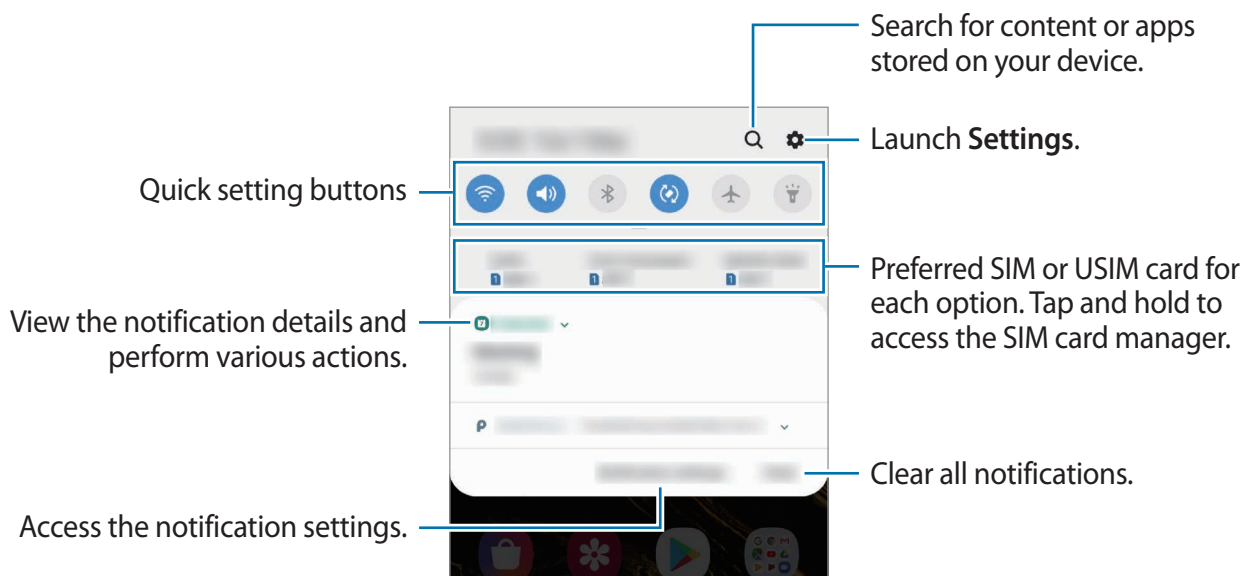 Search for content or apps
stored on your device.
Launch Settings.
Quick setting buttons
Preferred SIM or USIM card for
each option. Tap and hold to
access the SIM card manager.
View the notification details and
perform various actions.
Clear all notifications.
Access the notification settings.